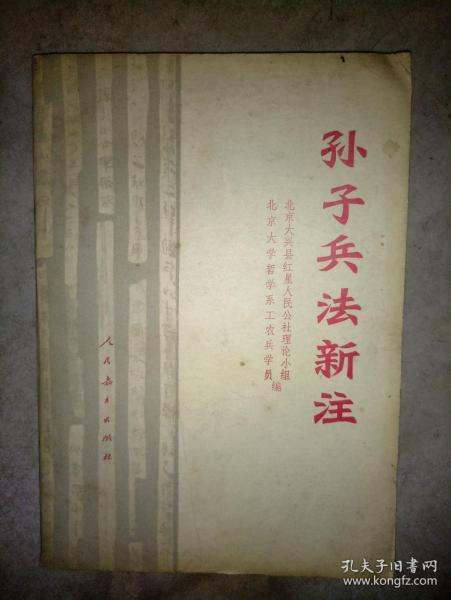 孙子兵法新注
北京大兴县红星人民公社理论小组
北京大学哲学系工农兵学员
编
人民教育出版社
孔夫子旧书网
www.kongfz.com